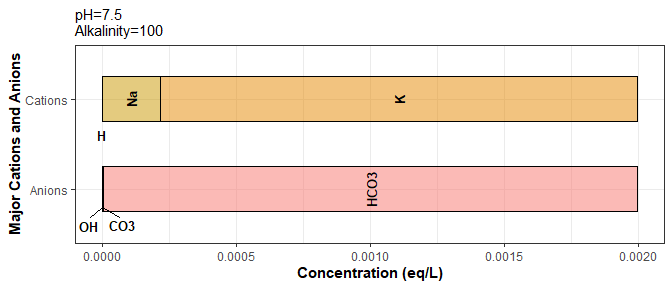 pH=7.5
Alkalinity=100
Major Cations and Anions
Cations
Na
K
H
Anions
HCO3
OH
CO3
0.0000
0.0005
0.0010
0.0015
0.0020
Concentration (eq/L)